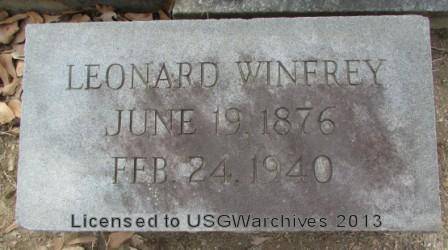 LEONARD WINFREY
JUNE 19, 1876
FEB. 24, 1940
Licensed to USGWarchives 2013